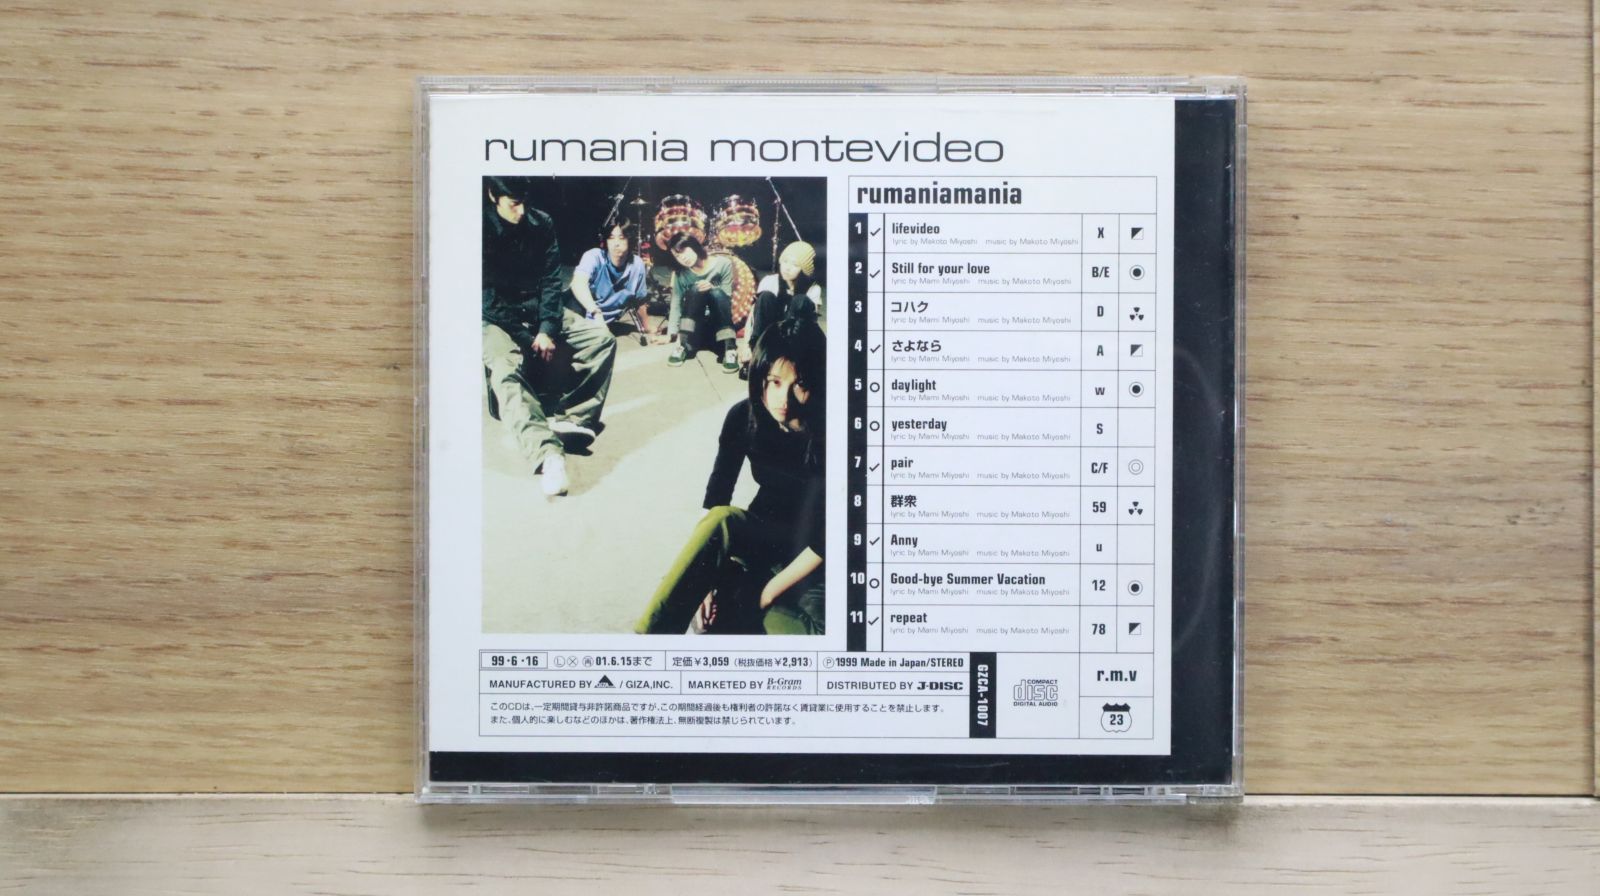 rumania montevideo
rumaniamania
1 lifevideo X
lyric by Makoto Miyoshi music by Makoto Miyoshi
2 Still for your love B/E
lyric by Mami Miyoshi music by Makoto Miyoshi
3 コハク D
lyric by Mami Miyoshi music by Makoto Miyoshi
4 さよなら A
lyric by Mami Miyoshi music by Makoto Miyoshi
5 daylight w
lyric by Mami Miyoshi music by Makoto Miyoshi
6 yesterday S
lyric by Mami Miyoshi music by Makoto Miyoshi
7 pair C/F
lyric by Mami Miyoshi music by Makoto Miyoshi
8 群衆 59
lyric by Mami Miyoshi music by Makoto Miyoshi
9 Anny u
lyric by Mami Miyoshi music by Makoto Miyoshi
10 Good-bye Summer Vacation 12
lyric by Mami Miyoshi music by Makoto Miyoshi
11 repeat 78
lyric by Mami Miyoshi music by Makoto Miyoshi
99・6・16 Ⓛ Ⓧ ㊢ 01.6.15まで 定価¥3,059 (税抜価格¥2,913) Ⓟ1999 Made in Japan/STEREO
MANUFACTURED BY GIZA / GIZA,INC. MARKETED BY B-Gram RECORDS DISTRIBUTED BY J-DISC
このCDは、一定期間貸与非許諾商品ですが、この期間経過後も権利者の許諾なく賃貸業に使用することを禁止します。
また、個人的に楽しむなどのほかは、著作権法上、無断複製は禁じられています。
GZCA-1007
COMPACT
disc
DIGITAL AUDIO
r.m.v
23